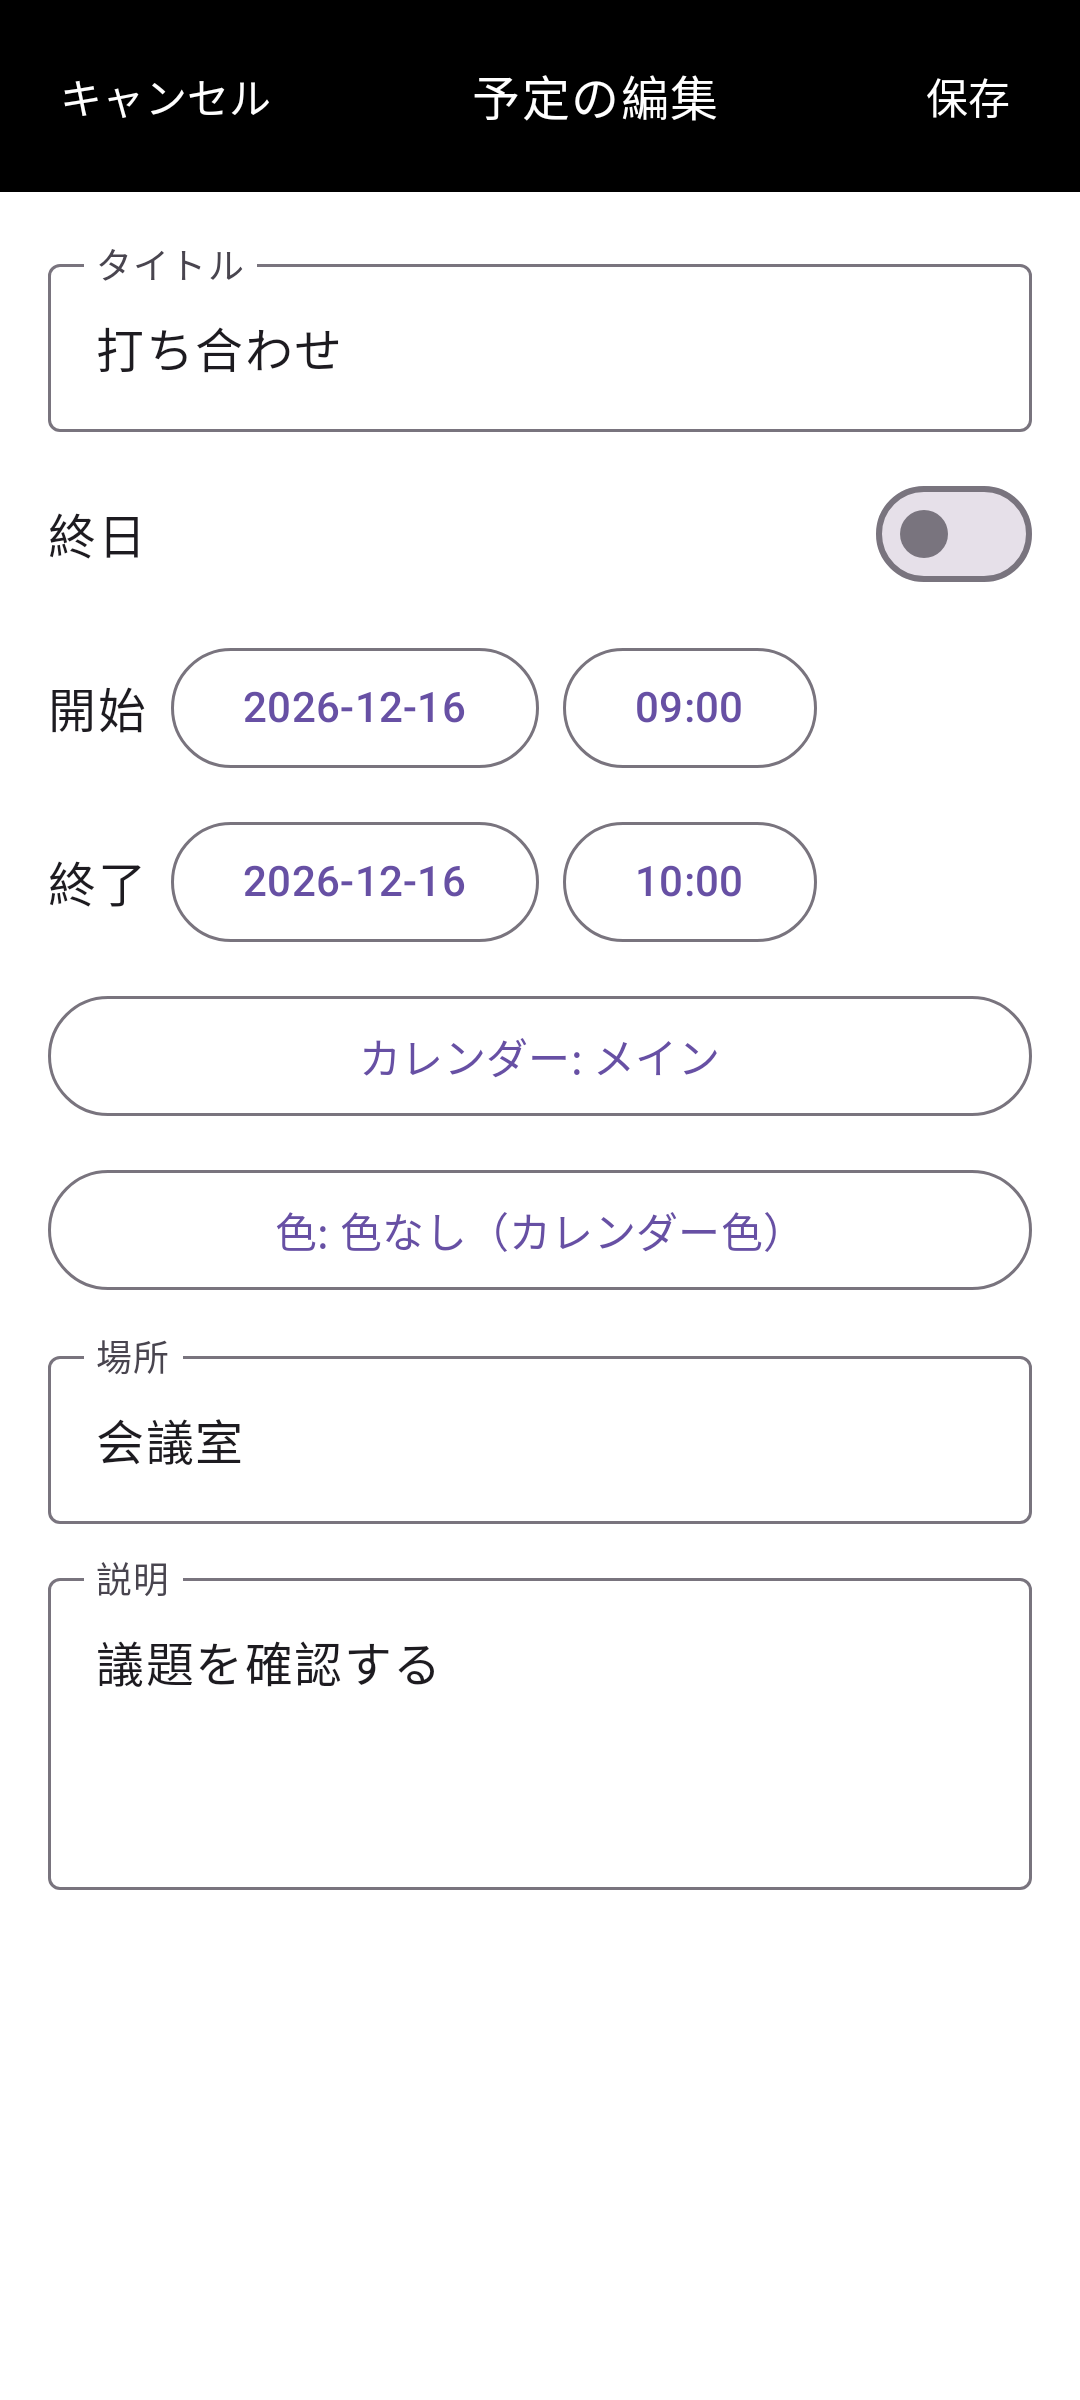 キャンセル 予定の編集 保存
タイトル
打ち合わせ
終日
開始 2026-12-16 09:00
終了 2026-12-16 10:00
カレンダー: メイン
色: 色なし（カレンダー色）
場所
会議室
説明
議題を確認する